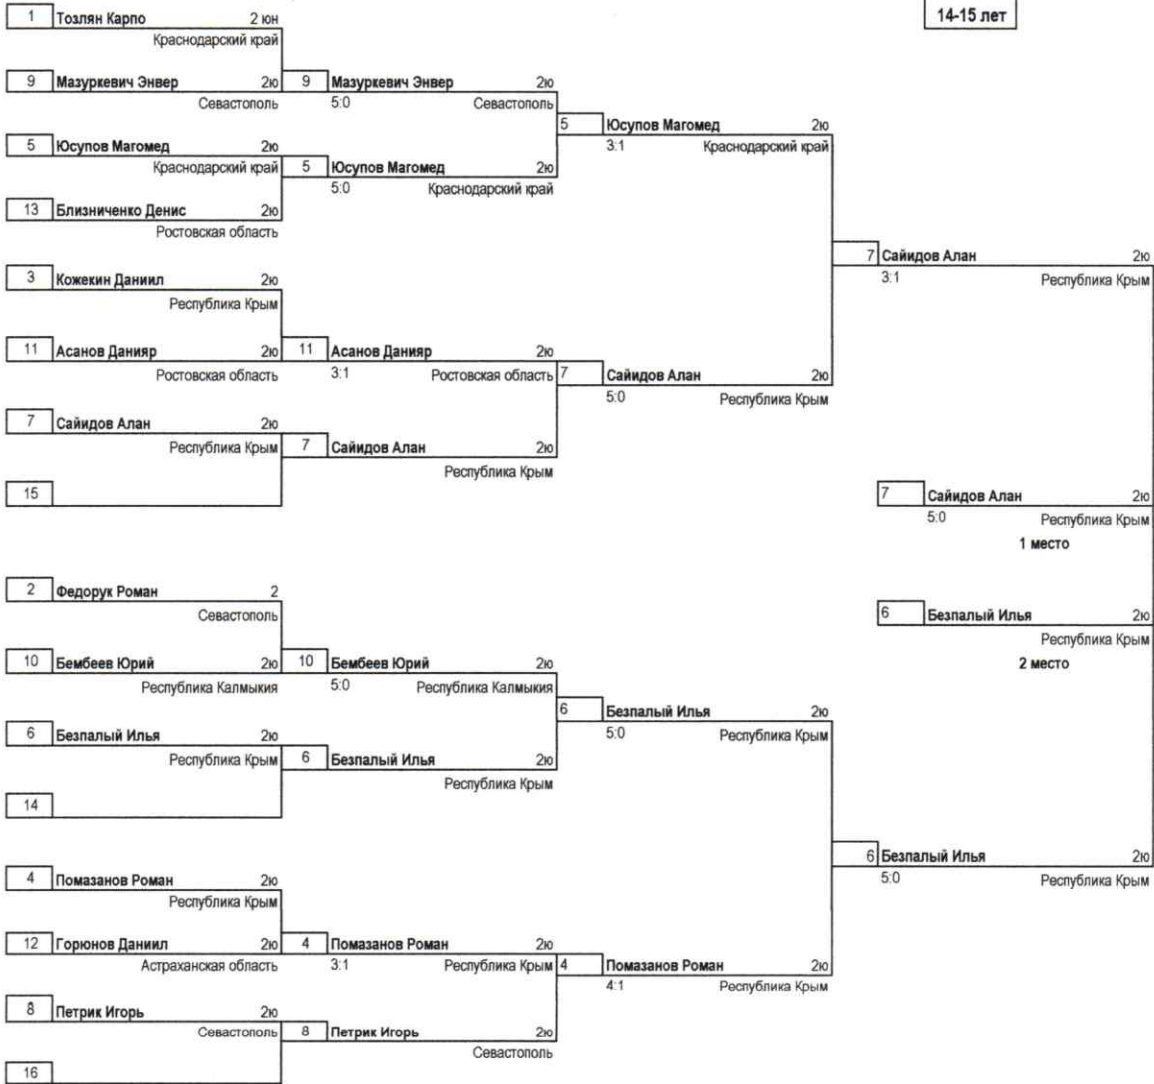 14-15 лет
1 Тозлян Карпо 2 юн
Краснодарский край
9 Мазуркевич Энвер 2ю
Севастополь
5 Юсупов Магомед 2ю
Краснодарский край
13 Близниченко Денис 2ю
Ростовская область
3 Кожекин Даниил 2ю
Республика Крым
11 Асанов Данияр 2ю
Ростовская область
7 Сайидов Алан 2ю
Республика Крым
15
2 Федорук Роман 2
Севастополь
10 Бембеев Юрий 2ю
Республика Калмыкия
6 Безпалый Илья 2ю
Республика Крым
14
4 Помазанов Роман 2ю
Республика Крым
12 Горюнов Даниил 2ю
Астраханская область
8 Петрик Игорь 2ю
Севастополь
16
9 Мазуркевич Энвер 2ю
5:0 Севастополь
5 Юсупов Магомед 2ю
5:0 Краснодарский край
11 Асанов Данияр 2ю
3:1 Ростовская область
7 Сайидов Алан 2ю
Республика Крым
10 Бембеев Юрий 2ю
5:0 Республика Калмыкия
6 Безпалый Илья 2ю
Республика Крым
4 Помазанов Роман 2ю
3:1 Республика Крым
8 Петрик Игорь 2ю
Севастополь
5 Юсупов Магомед 2ю
3:1 Краснодарский край
7 Сайидов Алан 2ю
5:0 Республика Крым
6 Безпалый Илья 2ю
5:0 Республика Крым
4 Помазанов Роман 2ю
4:1 Республика Крым
7 Сайидов Алан 2ю
3:1 Республика Крым
6 Безпалый Илья 2ю
5:0 Республика Крым
7 Сайидов Алан 2ю
5:0 Республика Крым
1 место
6 Безпалый Илья 2ю
Республика Крым
2 место